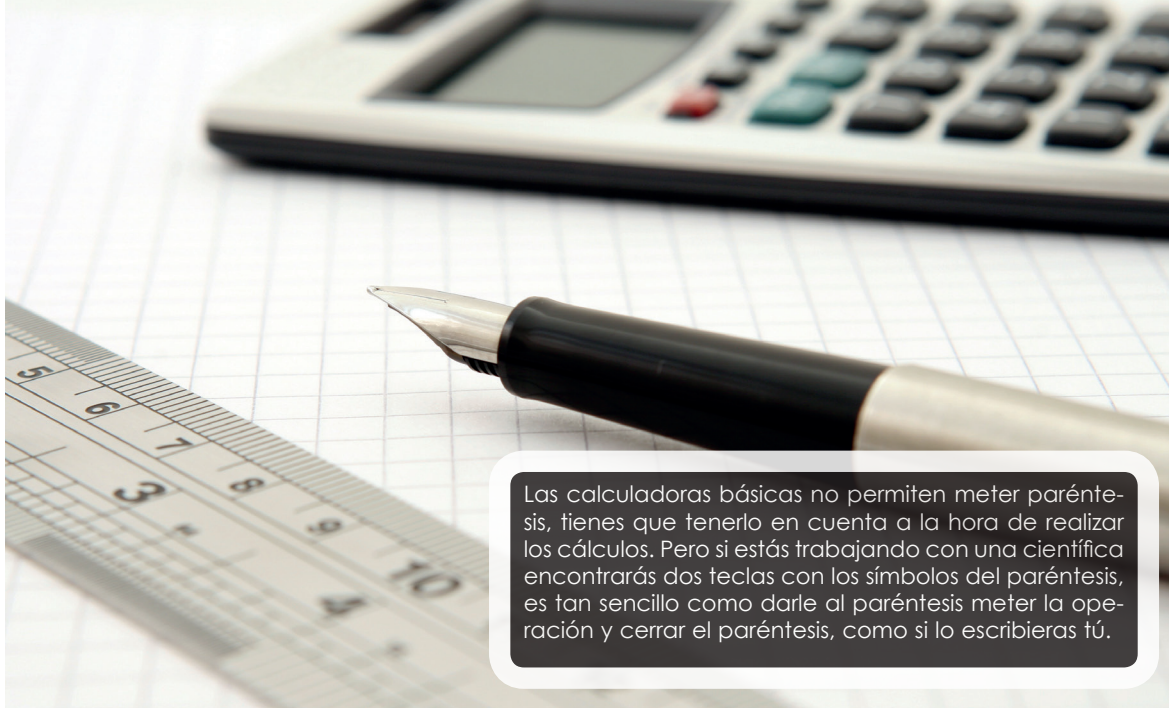 5
6
7
8
9
10
3
4
Las calculadoras básicas no permiten meter parénte-
sis, tienes que tenerlo en cuenta a la hora de realizar
los cálculos. Pero si estás trabajando con una científica
encontrarás dos teclas con los símbolos del paréntesis,
es tan sencillo como darle al paréntesis meter la ope-
ración y cerrar el paréntesis, como si lo escribieras tú.